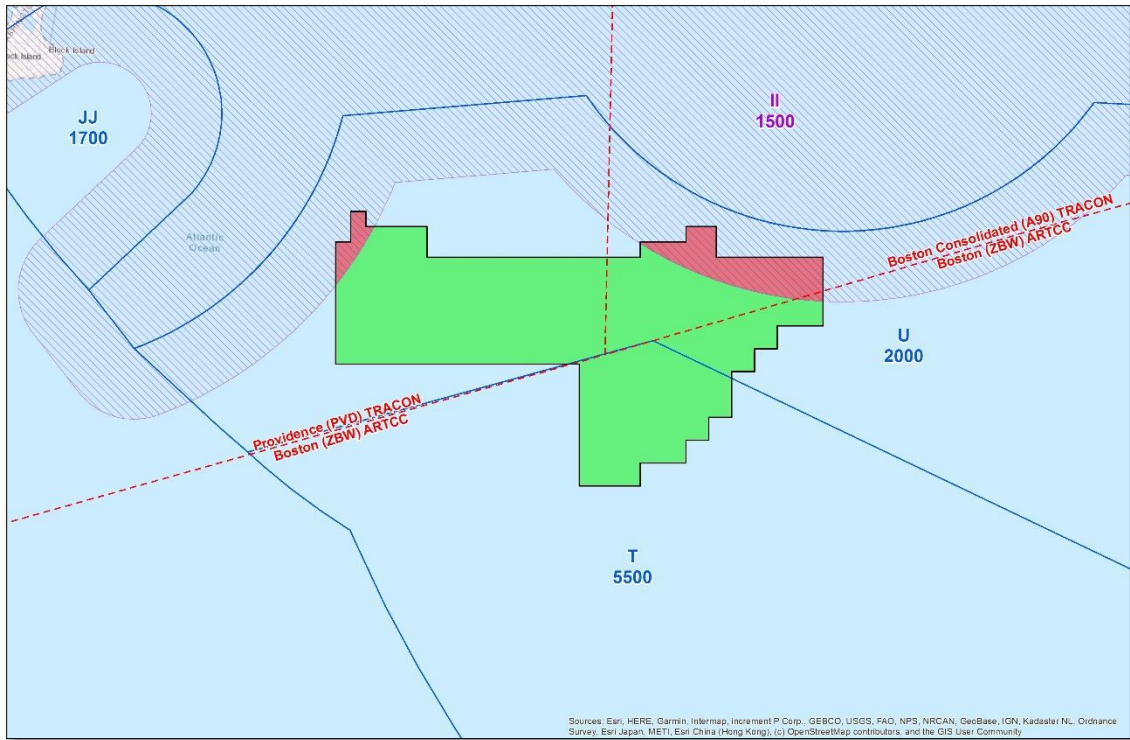 Block Island
ock Island
JJ
1700
II
1500
Atlantic
Ocean
Boston Consolidated (A90) TRACON
Boston (ZBW) ARTCC
U
2000
Providence (PVD) TRACON
Boston (ZBW) ARTCC
T
5500
Sources: Esri, HERE, Garmin, Intermap, increment P Corp., GEBCO, USGS, FAO, NPS, NRCAN, GeoBase, IGN, Kadaster NL, Ordnance
Survey, Esri Japan, METI, Esri China (Hong Kong), (c) OpenStreetMap contributors, and the GIS User Community